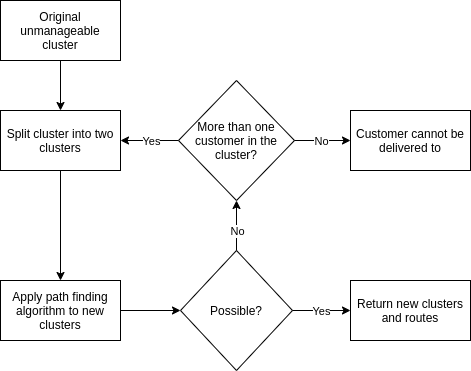 Original
unmanageable
cluster
Split cluster into two
clusters
Yes
More than one
customer in the
cluster?
No
Customer cannot be
delivered to
No
Apply path finding
algorithm to new
clusters
Possible?
Yes
Return new clusters
and routes